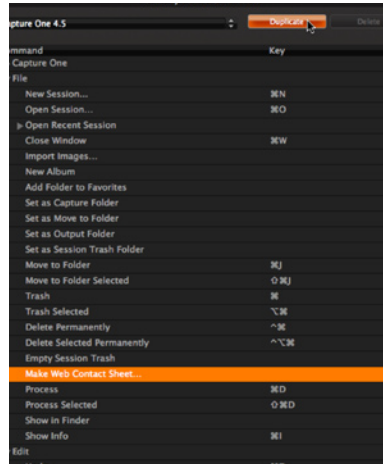 pture One 4.5 Duplicate Delete
mmand Key
Capture One
File
New Session... ⌘N
Open Session... ⌘O
Open Recent Session
Close Window ⌘W
Import Images...
New Album
Add Folder to Favorites
Set as Capture Folder
Set as Move to Folder
Set as Output Folder
Set as Session Trash Folder
Move to Folder ⌘J
Move to Folder Selected ⇧⌘J
Trash ⌘
Trash Selected ⌥⌘
Delete Permanently ^⌘
Delete Selected Permanently ^⌥⌘
Empty Session Trash
Make Web Contact Sheet...
Process ⌘D
Process Selected ⇧⌘D
Show in Finder
Show Info ⌘I
Edit